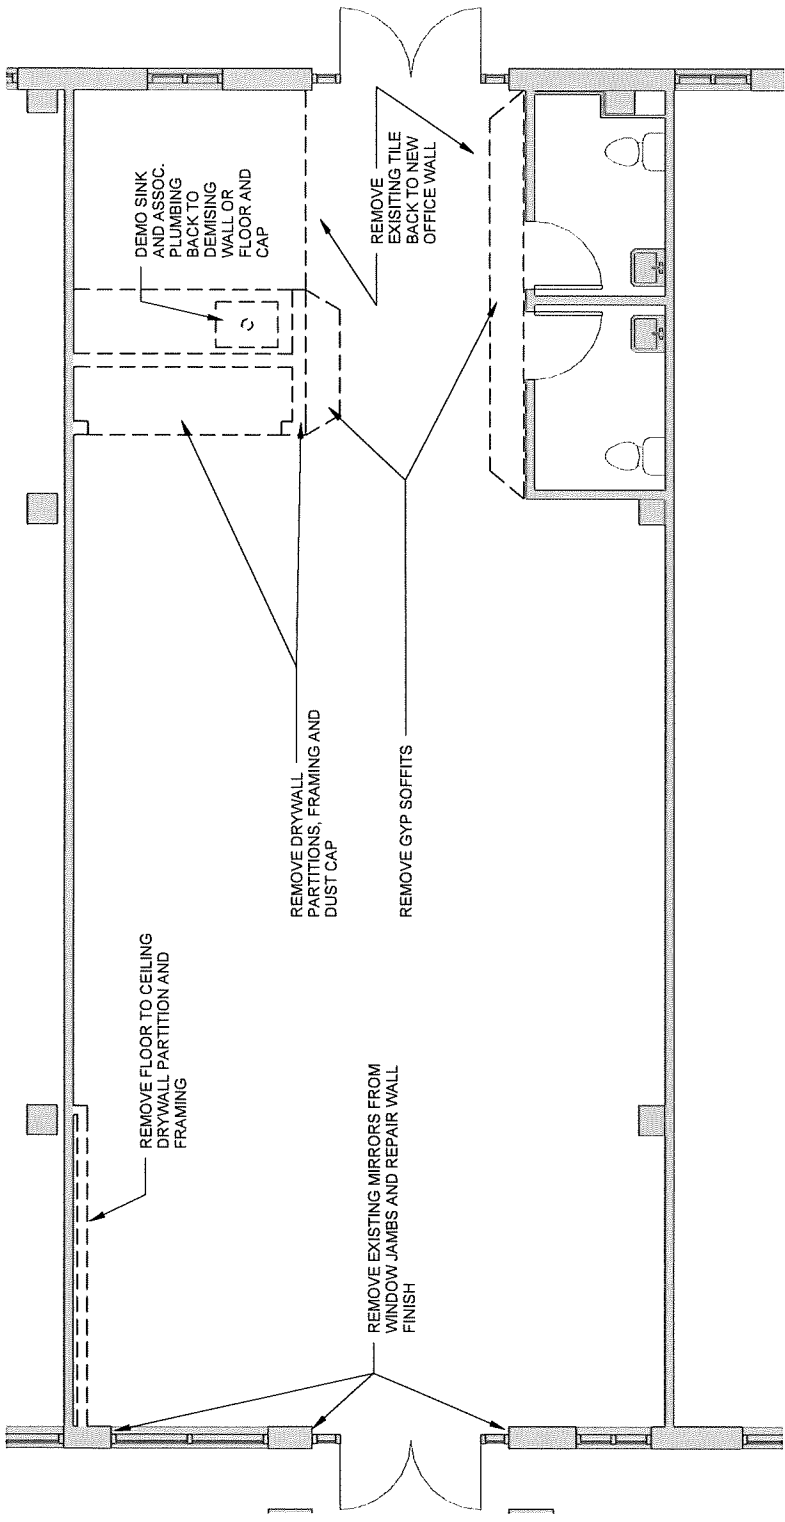 DEMO SINK
AND ASSOC.
PLUMBING
BACK TO
DEMISING
WALL OR
FLOOR AND
CAP
REMOVE
EXISITING TILE
BACK TO NEW
OFFICE WALL
REMOVE DRYWALL
PARTITIONS, FRAMING AND
DUST CAP
REMOVE GYP SOFFITS
REMOVE FLOOR TO CEILING
DRYWALL PARTITION AND
FRAMING
REMOVE EXISTING MIRRORS FROM
WINDOW JAMBS AND REPAIR WALL
FINISH